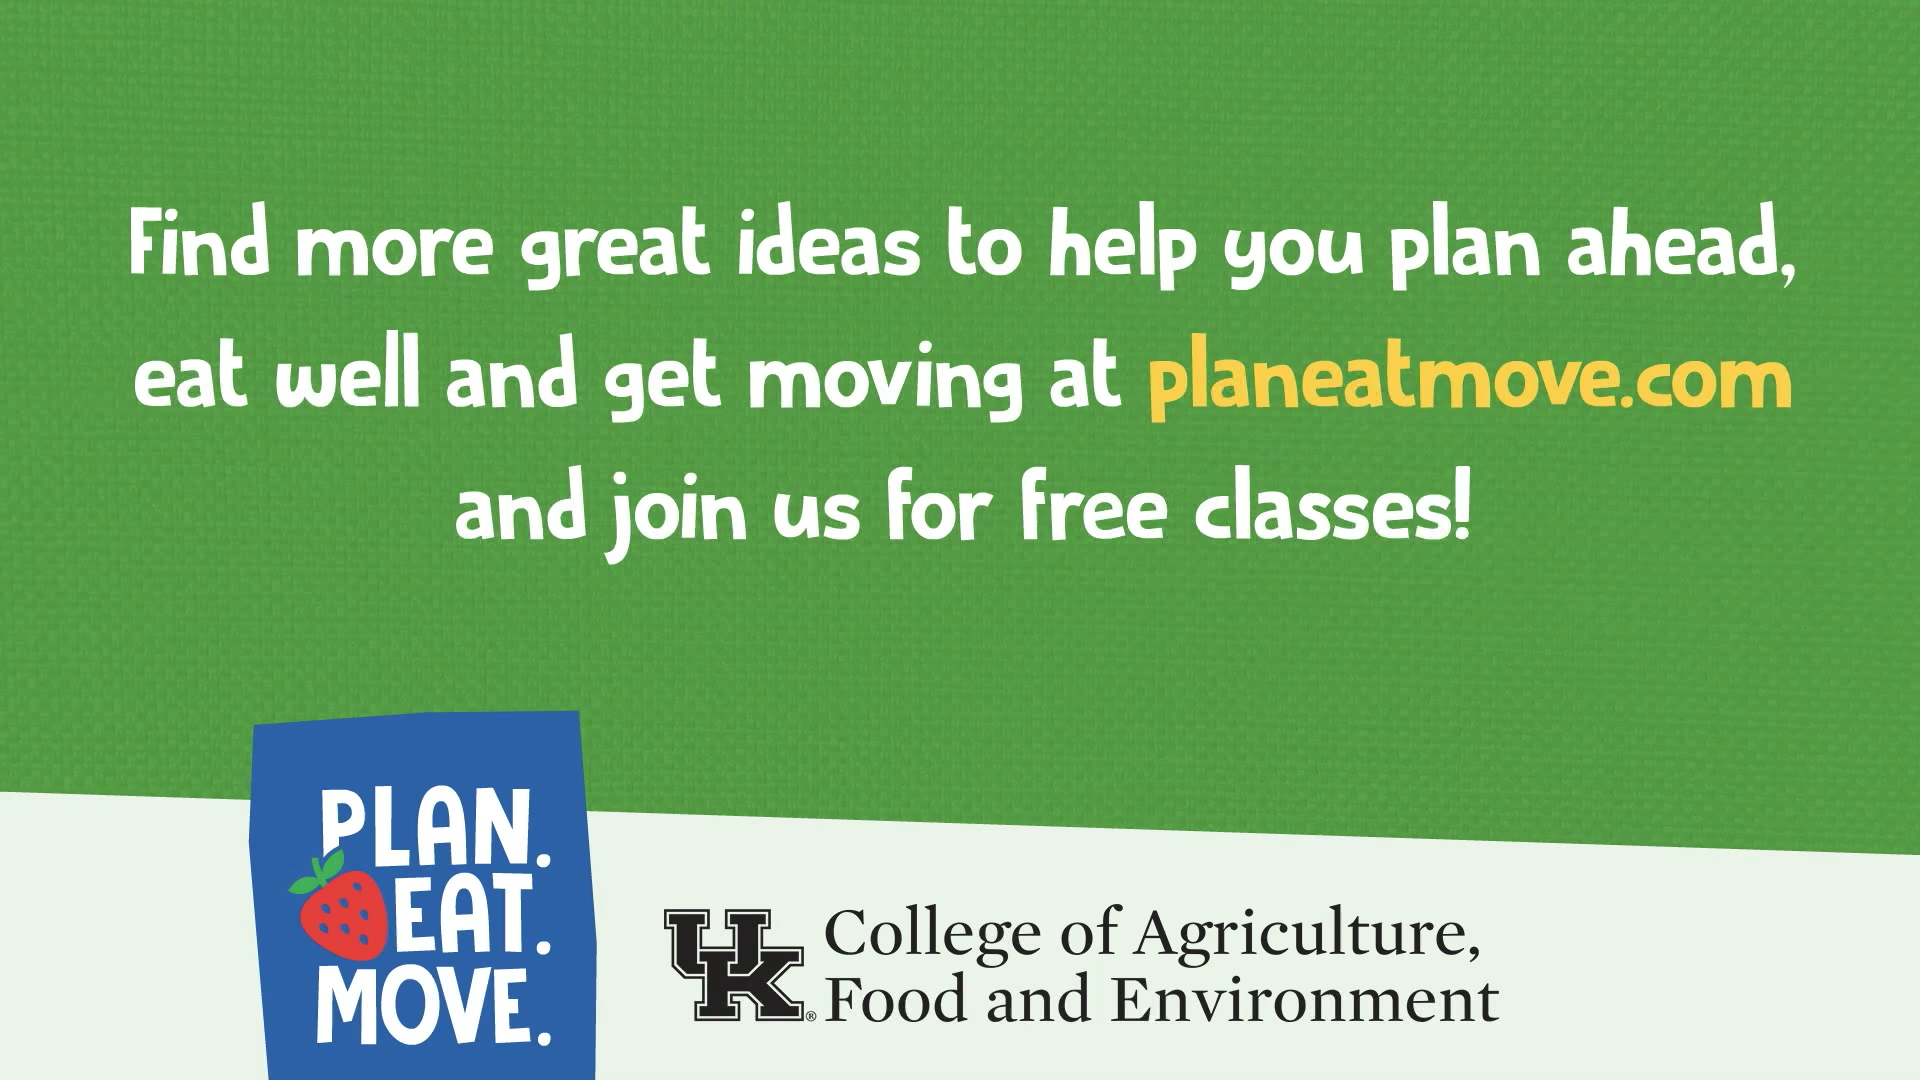 Find more great ideas to help you plan ahead,
eat well and get moving at planeatmove.com
and join us for free classes!
PLAN.
EAT.
MOVE.
UK® College of Agriculture,
Food and Environment